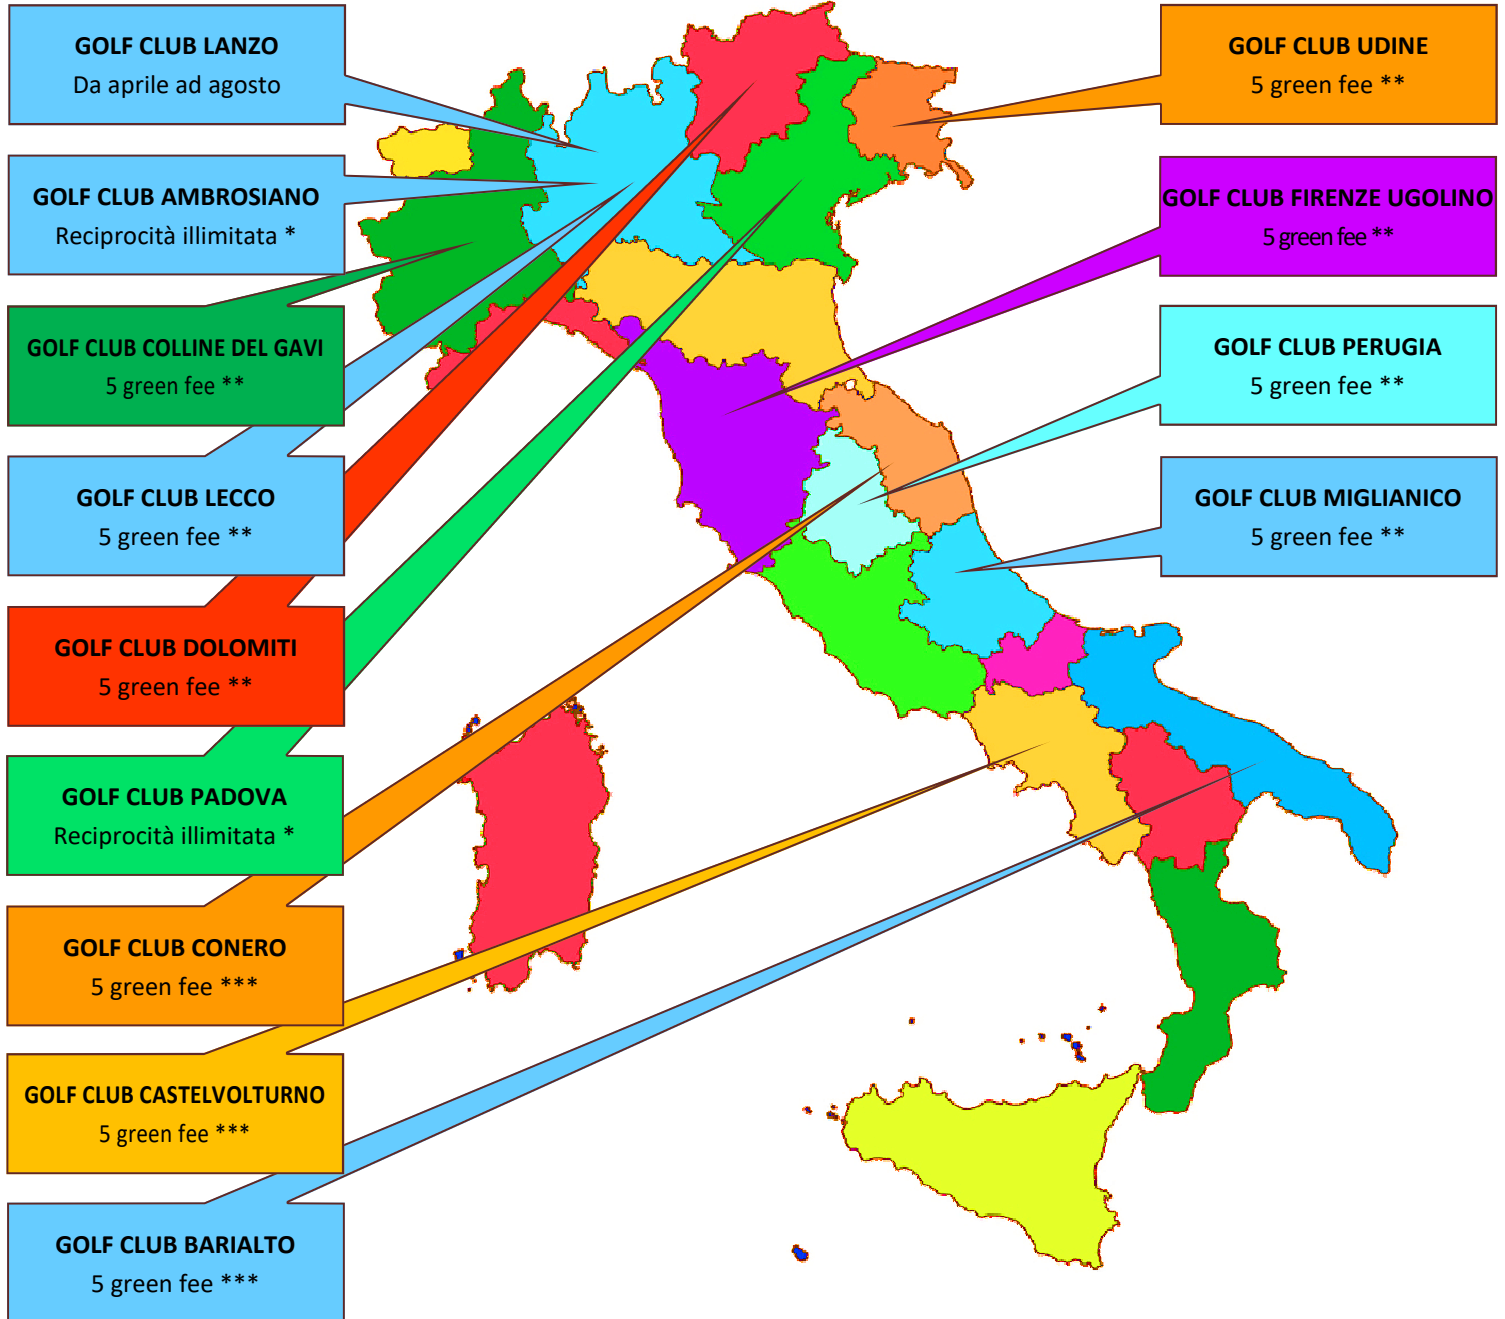 GOLF CLUB LANZO
Da aprile ad agosto
GOLF CLUB AMBROSIANO
Reciprocità illimitata *
GOLF CLUB COLLINE DEL GAVI
5 green fee **
GOLF CLUB LECCO
5 green fee **
GOLF CLUB DOLOMITI
5 green fee **
GOLF CLUB PADOVA
Reciprocità illimitata *
GOLF CLUB CONERO
5 green fee ***
GOLF CLUB CASTELVOLTURNO
5 green fee ***
GOLF CLUB BARIALTO
5 green fee ***
GOLF CLUB UDINE
5 green fee **
GOLF CLUB FIRENZE UGOLINO
5 green fee **
GOLF CLUB PERUGIA
5 green fee **
GOLF CLUB MIGLIANICO
5 green fee **